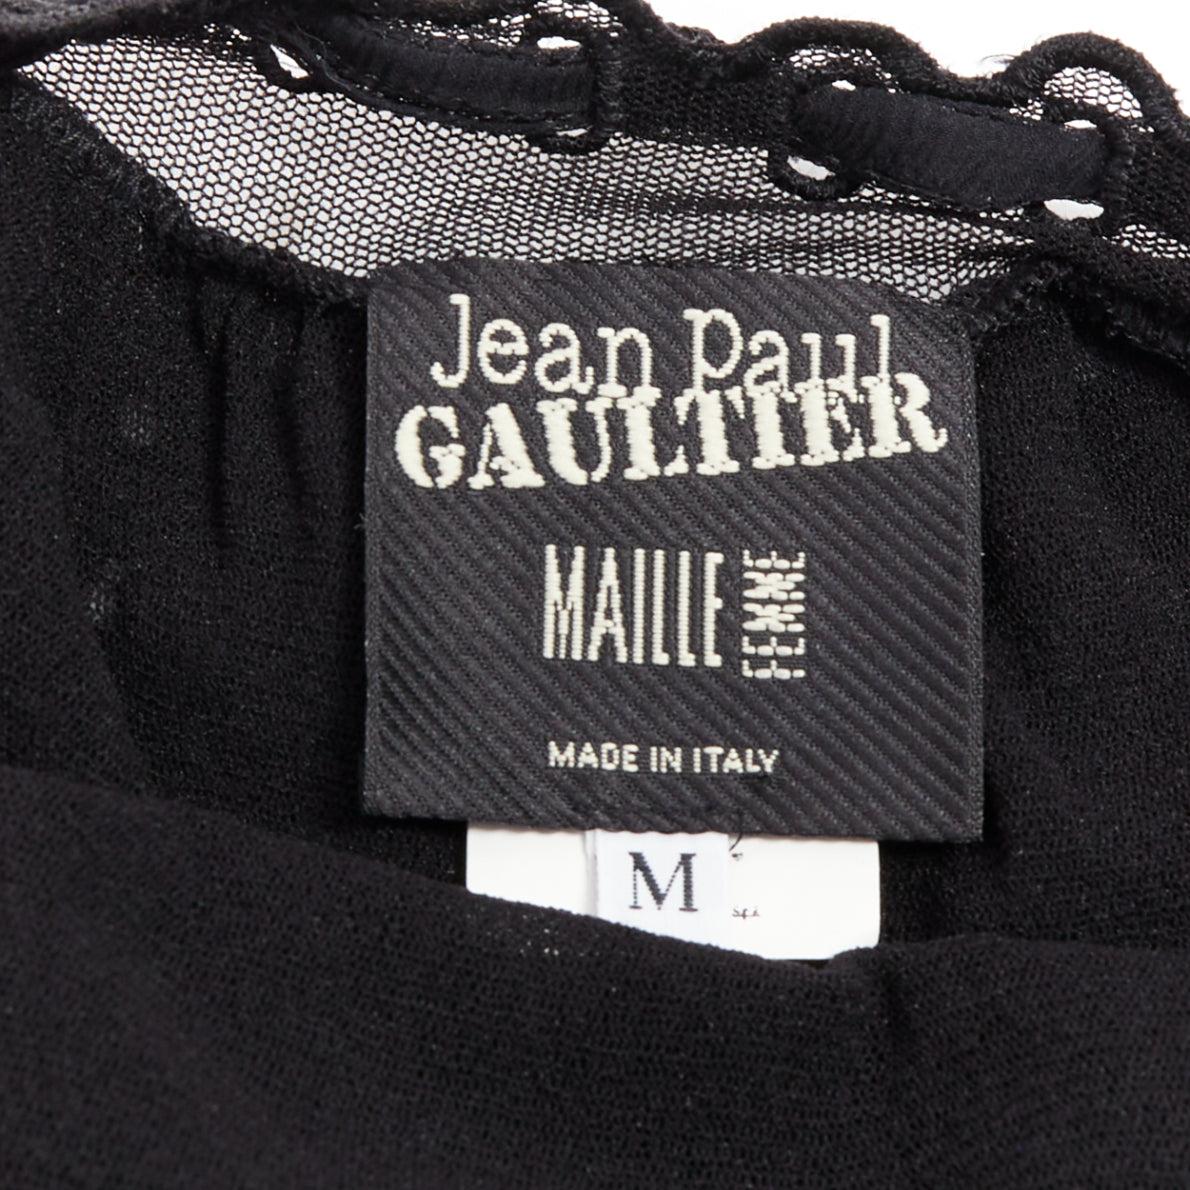 Jean Paul
GAULTIER
MAILLE FEMME
MADE IN ITALY
M
S.p.A.